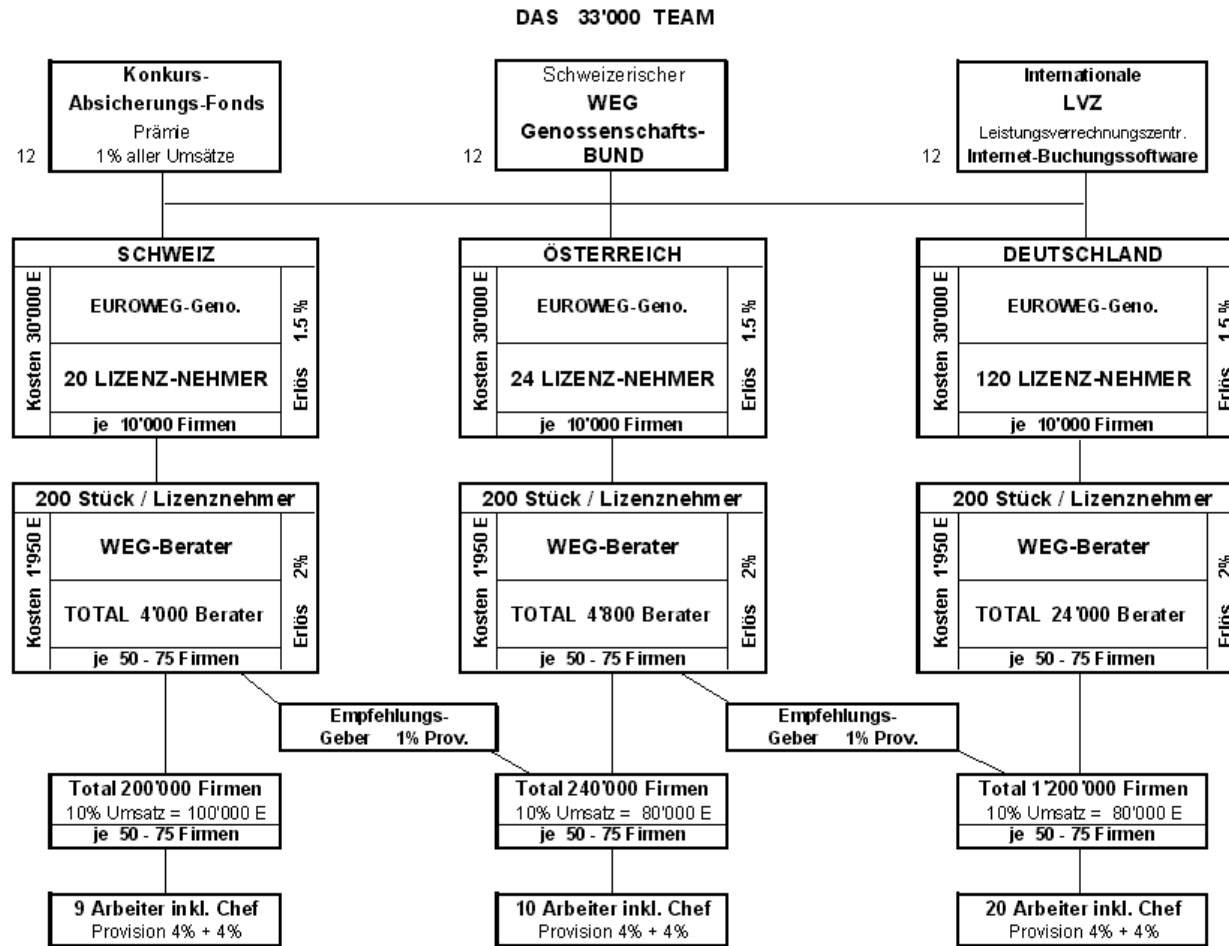 DAS 33'000 TEAM
Konkurs-
Absicherungs-Fonds
Prämie
1% aller Umsätze
12
Schweizerischer
WEG
Genossenschafts-
BUND
12
Internationale
LVZ
Leistungsverrechnungszentr.
Internet-Buchungssoftware
12
SCHWEIZ
Kosten 30'000 E
EUROWEG-Geno.
20 LIZENZ-NEHMER
Erlös 1.5 %
je 10'000 Firmen
ÖSTERREICH
Kosten 30'000 E
EUROWEG-Geno.
24 LIZENZ-NEHMER
Erlös 1.5 %
je 10'000 Firmen
DEUTSCHLAND
Kosten 30'000 E
EUROWEG-Geno.
120 LIZENZ-NEHMER
Erlös 1.5 %
je 10'000 Firmen
200 Stück / Lizenznehmer
Kosten 1'950 E
WEG-Berater
TOTAL 4'000 Berater
Erlös 2%
je 50 - 75 Firmen
200 Stück / Lizenznehmer
Kosten 1'950 E
WEG-Berater
TOTAL 4'800 Berater
Erlös 2%
je 50 - 75 Firmen
200 Stück / Lizenznehmer
Kosten 1'950 E
WEG-Berater
TOTAL 24'000 Berater
Erlös 2%
je 50 - 75 Firmen
Empfehlungs-
Geber 1% Prov.
Empfehlungs-
Geber 1% Prov.
Total 200'000 Firmen
10% Umsatz = 100'000 E
je 50 - 75 Firmen
Total 240'000 Firmen
10% Umsatz = 80'000 E
je 50 - 75 Firmen
Total 1'200'000 Firmen
10% Umsatz = 80'000 E
je 50 - 75 Firmen
9 Arbeiter inkl. Chef
Provision 4% + 4%
10 Arbeiter inkl. Chef
Provision 4% + 4%
20 Arbeiter inkl. Chef
Provision 4% + 4%